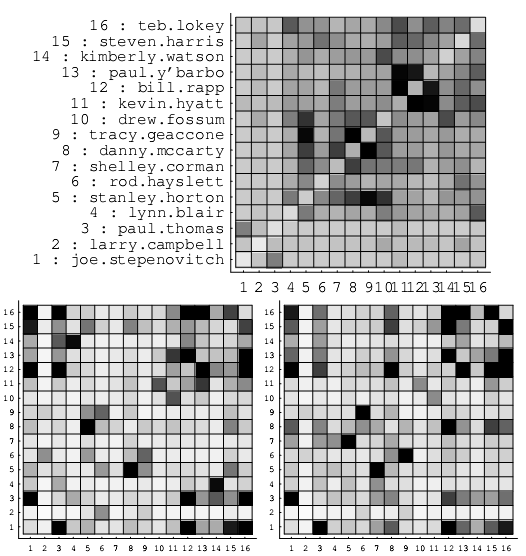 16 : teb.lokey
15 : steven.harris
14 : kimberly.watson
13 : paul.y'barbo
12 : bill.rapp
11 : kevin.hyatt
10 : drew.fossum
9 : tracy.geaccone
8 : danny.mccarty
7 : shelley.corman
6 : rod.hayslett
5 : stanley.horton
4 : lynn.blair
3 : paul.thomas
2 : larry.campbell
1 : joe.stepenovitch
1 2 3 4 5 6 7 8 9 10 11 12 13 14 15 16
16
15
14
13
12
11
10
9
8
7
6
5
4
3
2
1
1 2 3 4 5 6 7 8 9 10 11 12 13 14 15 16
16
15
14
13
12
11
10
9
8
7
6
5
4
3
2
1
1 2 3 4 5 6 7 8 9 10 11 12 13 14 15 16